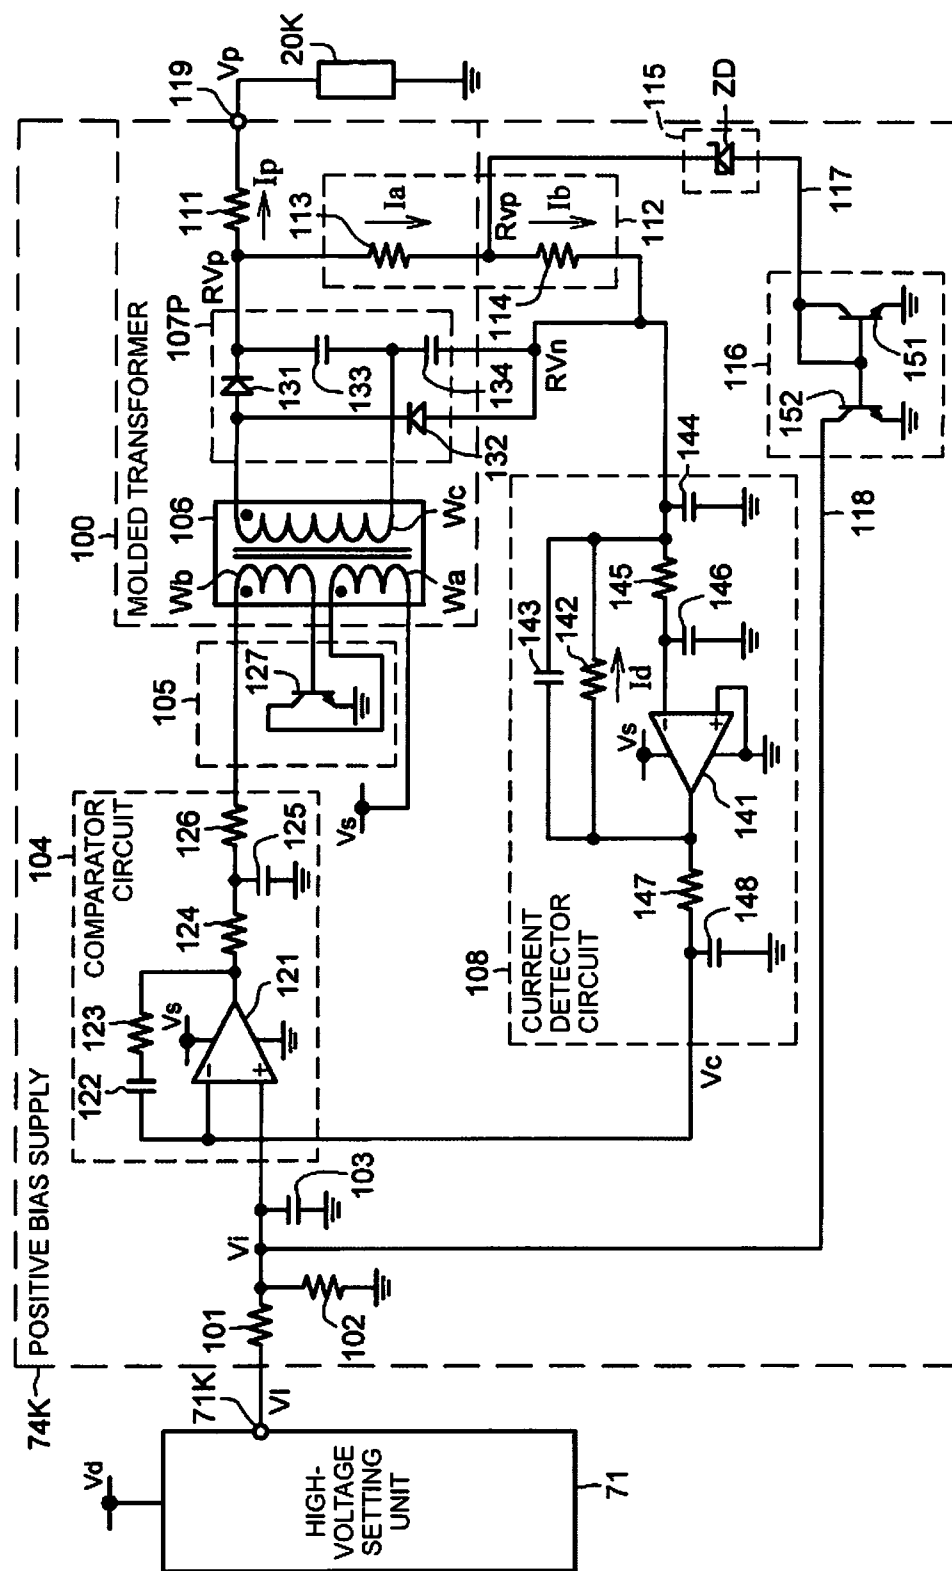 74K
POSITIVE BIAS SUPPLY
Vd
HIGH-
VOLTAGE
SETTING
UNIT
71
71K
VI
101
102
Vi
103
104
COMPARATOR
CIRCUIT
122
123
Vs
121
124
125
126
105
127
Vs
100
MOLDED TRANSFORMER
106
Wb
Wa
Wc
107P
131
132
133
134
RVp
RVn
111
Ip
119
Vp
20K
113
Ia
Rvp
Ib
114
112
115
ZD
117
116
151
152
118
108
CURRENT
DETECTOR
CIRCUIT
143
142
Id
Vs
141
144
145
146
147
148
Vc